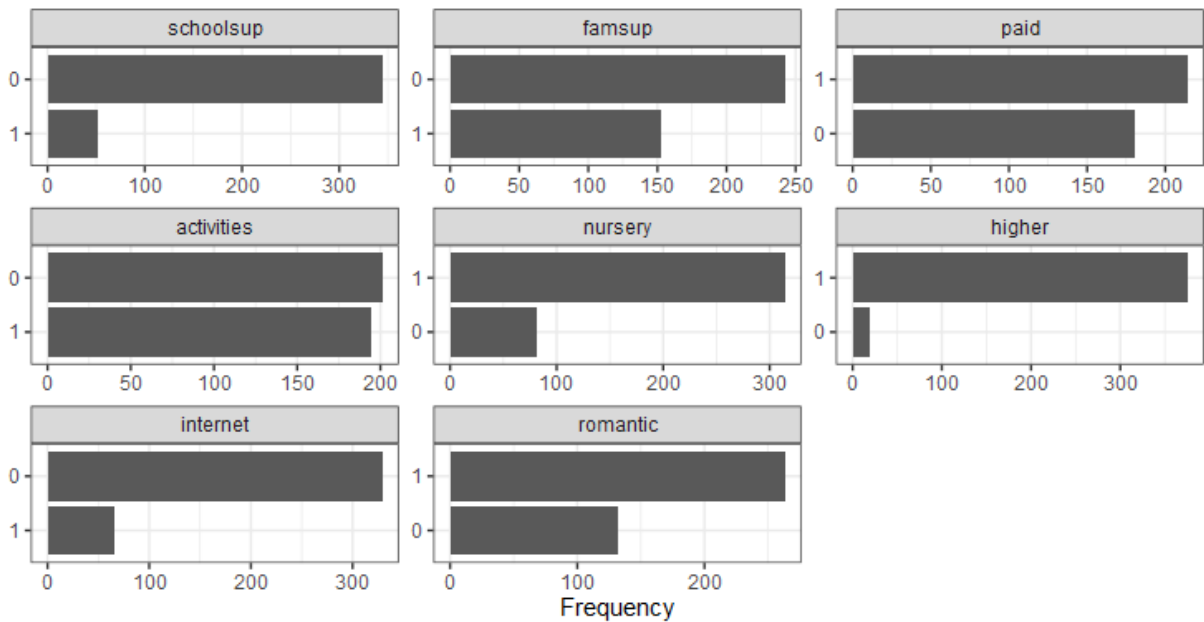 schoolsup famsup paid
0 0 1
1 1 0
0 100 200 300 0 50 100 150 200 250 0 50 100 150 200
activities nursery higher
0 1 1
1 0 0
0 50 100 150 200 0 100 200 300 0 100 200 300
internet romantic
0 1
1 0
0 100 200 300 0 100 200
Frequency